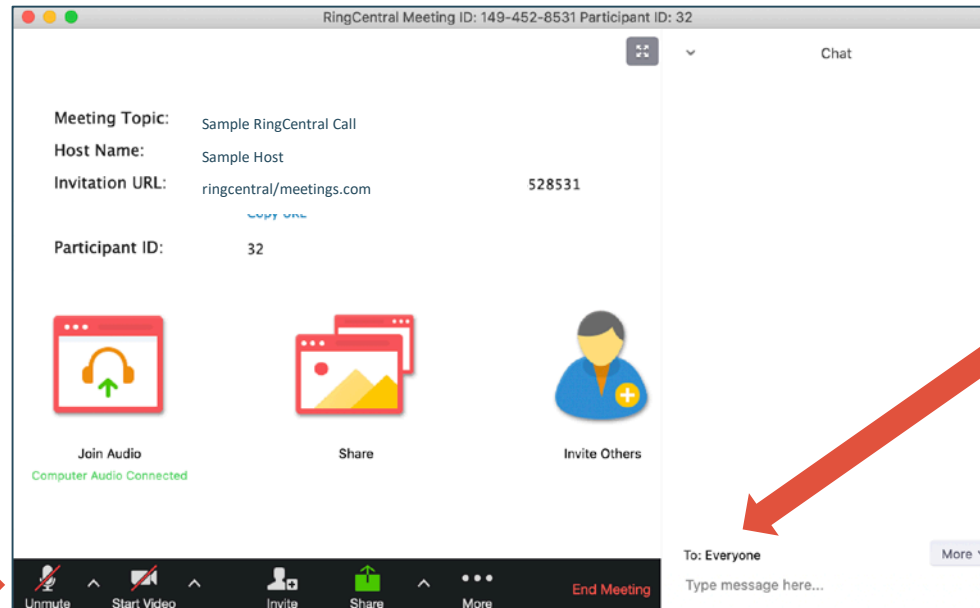 RingCentral Meeting ID: 149-452-8531 Participant ID: 32
Chat
Meeting Topic: Sample RingCentral Call
Host Name: Sample Host
Invitation URL: ringcentral/meetings.com 528531
Copy URL
Participant ID: 32
Join Audio Share Invite Others
Computer Audio Connected
To: Everyone More
Type message here...
Unmute Start Video Invite Share More End Meeting